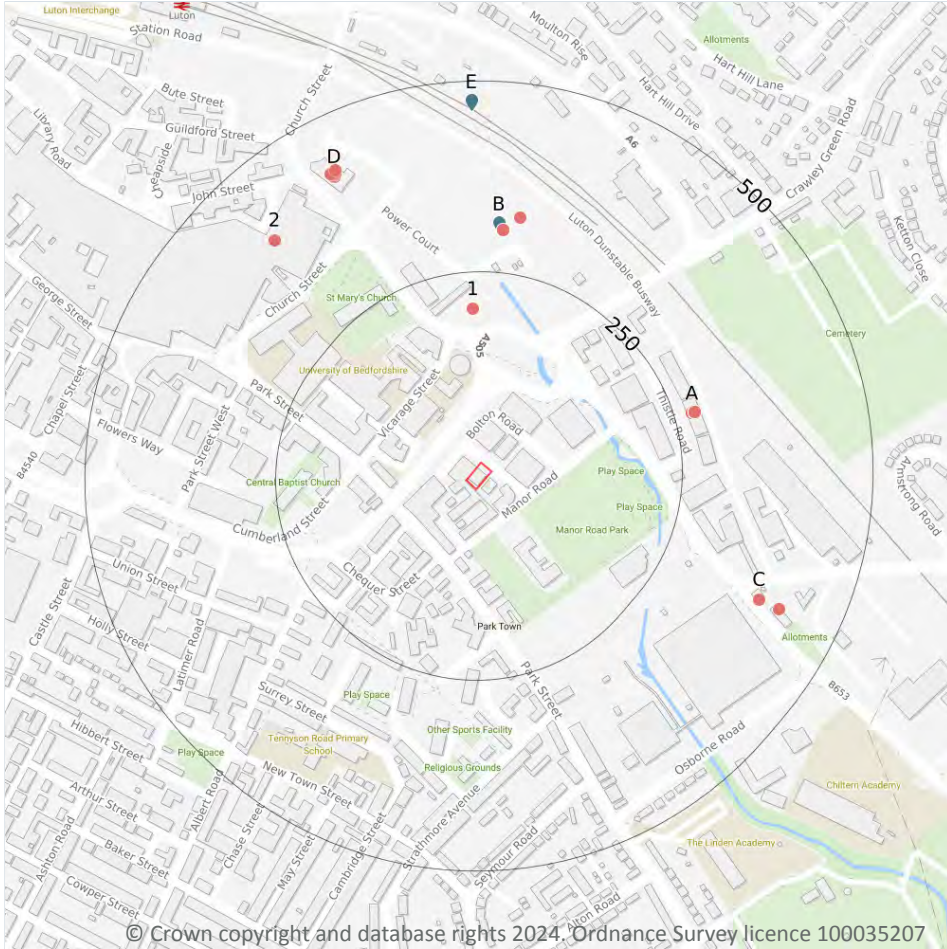 Luton Interchange
Luton
Station Road
Moulton Rise
Allotments
Hart Hill Lane
Hart Hill Drive
E
Bute Street
Church Street
Library Road
Guildford Street
Cheapside
A6
Crawley Green Road
D
500
John Street
B
2
Power Court
Luton Dunstable Busway
Ketton Close
Church Street
George Street
St Mary's Church
1
250
Cemetery
A505
University of Bedfordshire
Chapel Street
Park Street
Vicarage Street
Thistle Road
A
Flowers Way
Park Street West
Bolton Road
B4540
Play Space
Armstrong Road
Central Baptist Church
Manor Road
Play Space
Cumberland Street
Manor Road Park
Union Street
Chequer Street
C
Castle Street
Holly Street
Park Town
Allotments
Latimer Road
Park Street
B653
Surrey Street
Play Space
Hibbert Street
Other Sports Facility
Play Space
Tennyson Road Primary
School
Osborne Road
Religious Grounds
New Town Street
Chiltern Academy
Arthur Street
Albert Road
Strathmore Avenue
Ashton Road
Baker Street
Chase Street
May Street
Cambridge Street
Seymour Road
The Linden Academy
Cowper Street
lton Road
© Crown copyright and database rights 2024. Ordnance Survey licence 100035207